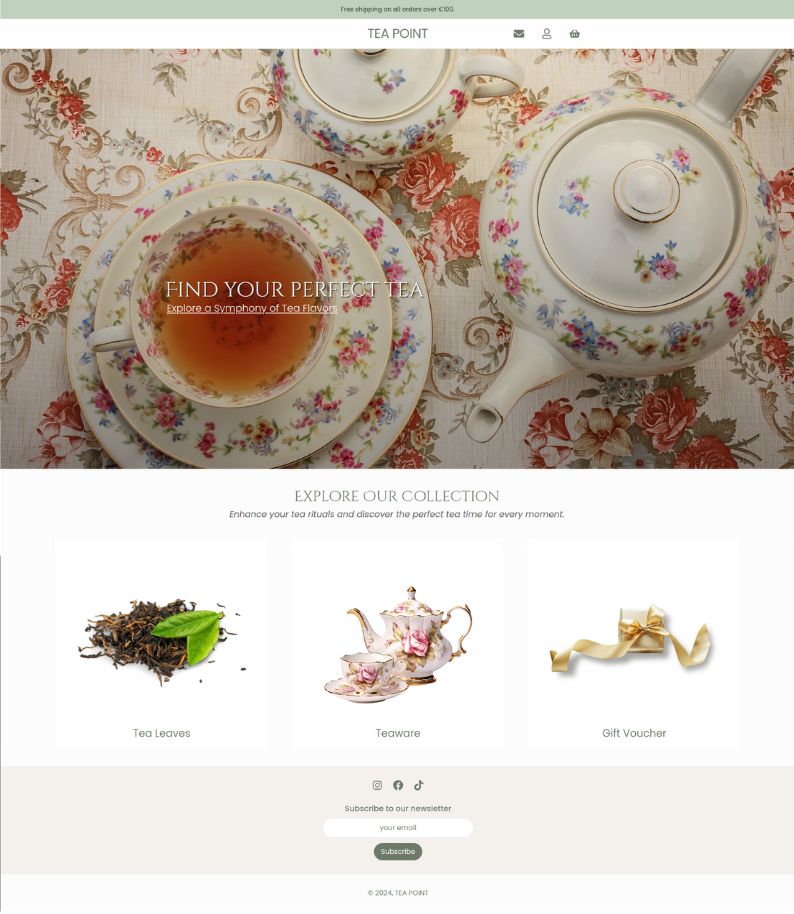 Free shipping on all orders over €100.
TEA POINT
FIND YOUR PERFECT TEA
Explore a Symphony of Tea Flavors
EXPLORE OUR COLLECTION
Enhance your tea rituals and discover the perfect tea time for every moment.
Tea Leaves
Teaware
Gift Voucher
Subscribe to our newsletter
your email
Subscribe
© 2024, TEA POINT